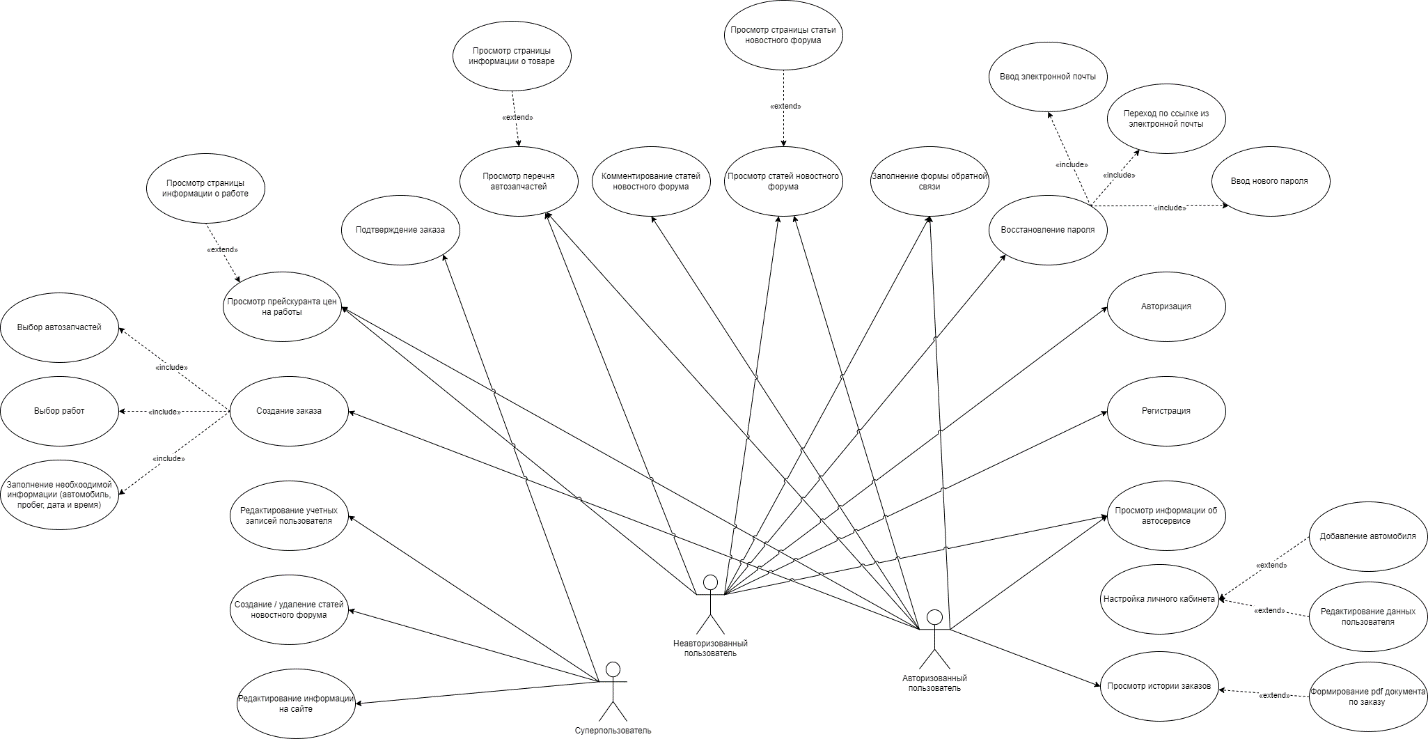 Просмотр страницы статьи
новостного форума
Просмотр страницы
информации о товаре
Ввод электронной почты
«extend»
«extend»
Переход по ссылке из
электронной почты
«include»
«include»
Просмотр страницы
информации о работе
Просмотр перечня
автозапчастей
Комментирование статей
новостного форума
Просмотр статей новостного
форума
Заполнение формы обратной
связи
Ввод нового пароля
«include»
Подтверждение заказа
Восстановление пароля
«extend»
Просмотр прейскуранта цен
на работы
Авторизация
Выбор автозапчастей
«include»
Выбор работ
«include»
Создание заказа
Регистрация
«include»
Заполнение необхоодимой
информации (автомобиль,
пробег, дата и время)
Редактирование учетных
записей пользователя
Просмотр информации об
автосервисе
Добавление автомобиля
«extend»
Создание / удаление статей
новостного форума
Настройка личного кабинета
«extend»
Редактирование данных
пользователя
Неавторизованный
пользователь
Авторизованный
пользователь
Просмотр истории заказов
«extend»
Формирование pdf документа
по заказу
Редактирование информации
на сайте
Суперпользователь